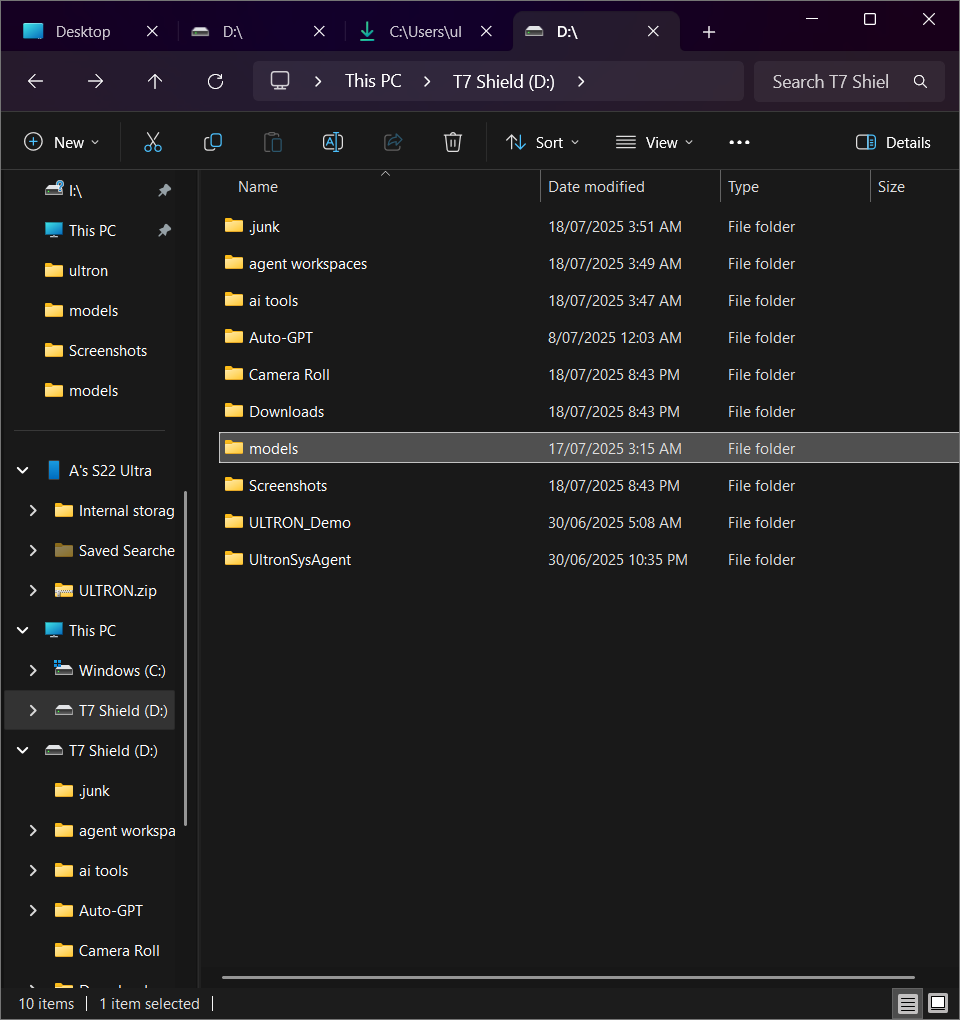 Desktop D:\ C:\Users\ul D:\
This PC T7 Shield (D:) Search T7 Shiel
New Sort View Details
Name Date modified Type Size
I:\
This PC
ultron
models
Screenshots
models
A's S22 Ultra
Internal storag
Saved Searche
ULTRON.zip
This PC
Windows (C:)
T7 Shield (D:)
T7 Shield (D:)
.junk
agent workspa
ai tools
Auto-GPT
Camera Roll
.junk 18/07/2025 3:51 AM File folder
agent workspaces 18/07/2025 3:49 AM File folder
ai tools 18/07/2025 3:47 AM File folder
Auto-GPT 8/07/2025 12:03 AM File folder
Camera Roll 18/07/2025 8:43 PM File folder
Downloads 18/07/2025 8:43 PM File folder
models 17/07/2025 3:15 AM File folder
Screenshots 18/07/2025 8:43 PM File folder
ULTRON_Demo 30/06/2025 5:08 AM File folder
UltronSysAgent 30/06/2025 10:35 PM File folder
10 items 1 item selected